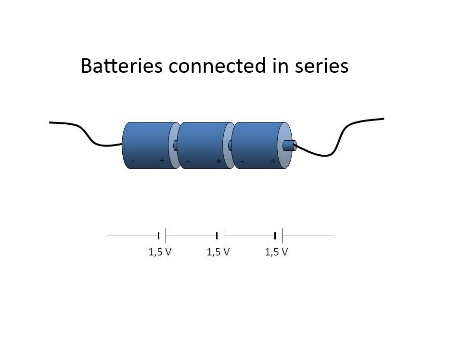 Batteries connected in series
- + - + - +
1,5 V 1,5 V 1,5 V